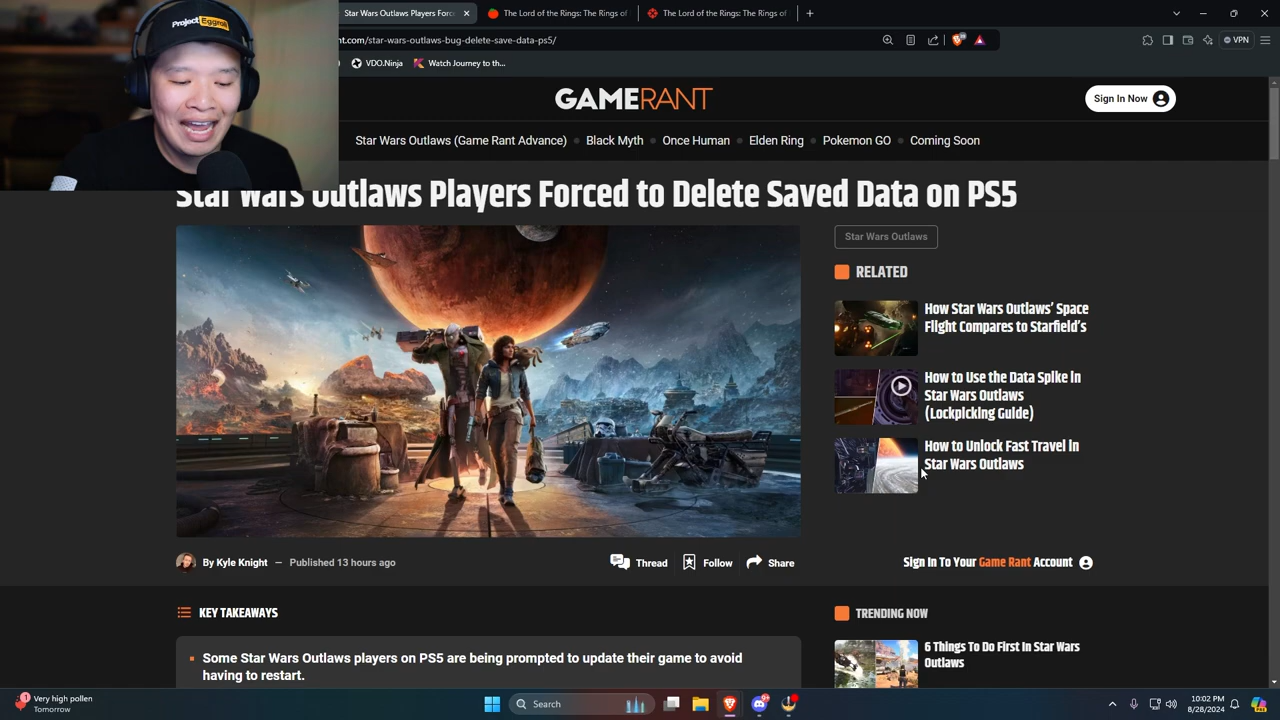 Project Eggroll
Star Wars Outlaws Players Forc
The Lord of the Rings: The Rings of
The Lord of the Rings: The Rings of
nt.com/star-wars-outlaws-bug-delete-save-data-ps5/
VPN
VDO.Ninja
Watch Journey to th...
GAMERANT
Sign In Now
Star Wars Outlaws (Game Rant Advance)
Black Myth
Once Human
Elden Ring
Pokemon GO
Coming Soon
Star Wars Outlaws Players Forced to Delete Saved Data on PS5
Star Wars Outlaws
RELATED
How Star Wars Outlaws' Space
Flight Compares to Starfield's
How to Use the Data Spike in
Star Wars Outlaws
(Lockpicking Guide)
How to Unlock Fast Travel in
Star Wars Outlaws
By Kyle Knight — Published 13 hours ago
Thread
Follow
Share
Sign In To Your Game Rant Account
KEY TAKEAWAYS
Some Star Wars Outlaws players on PS5 are being prompted to update their game to avoid
having to restart.
TRENDING NOW
6 Things To Do First In Star Wars
Outlaws
1
Very high pollen
Tomorrow
Search
10:02 PM
8/28/2024